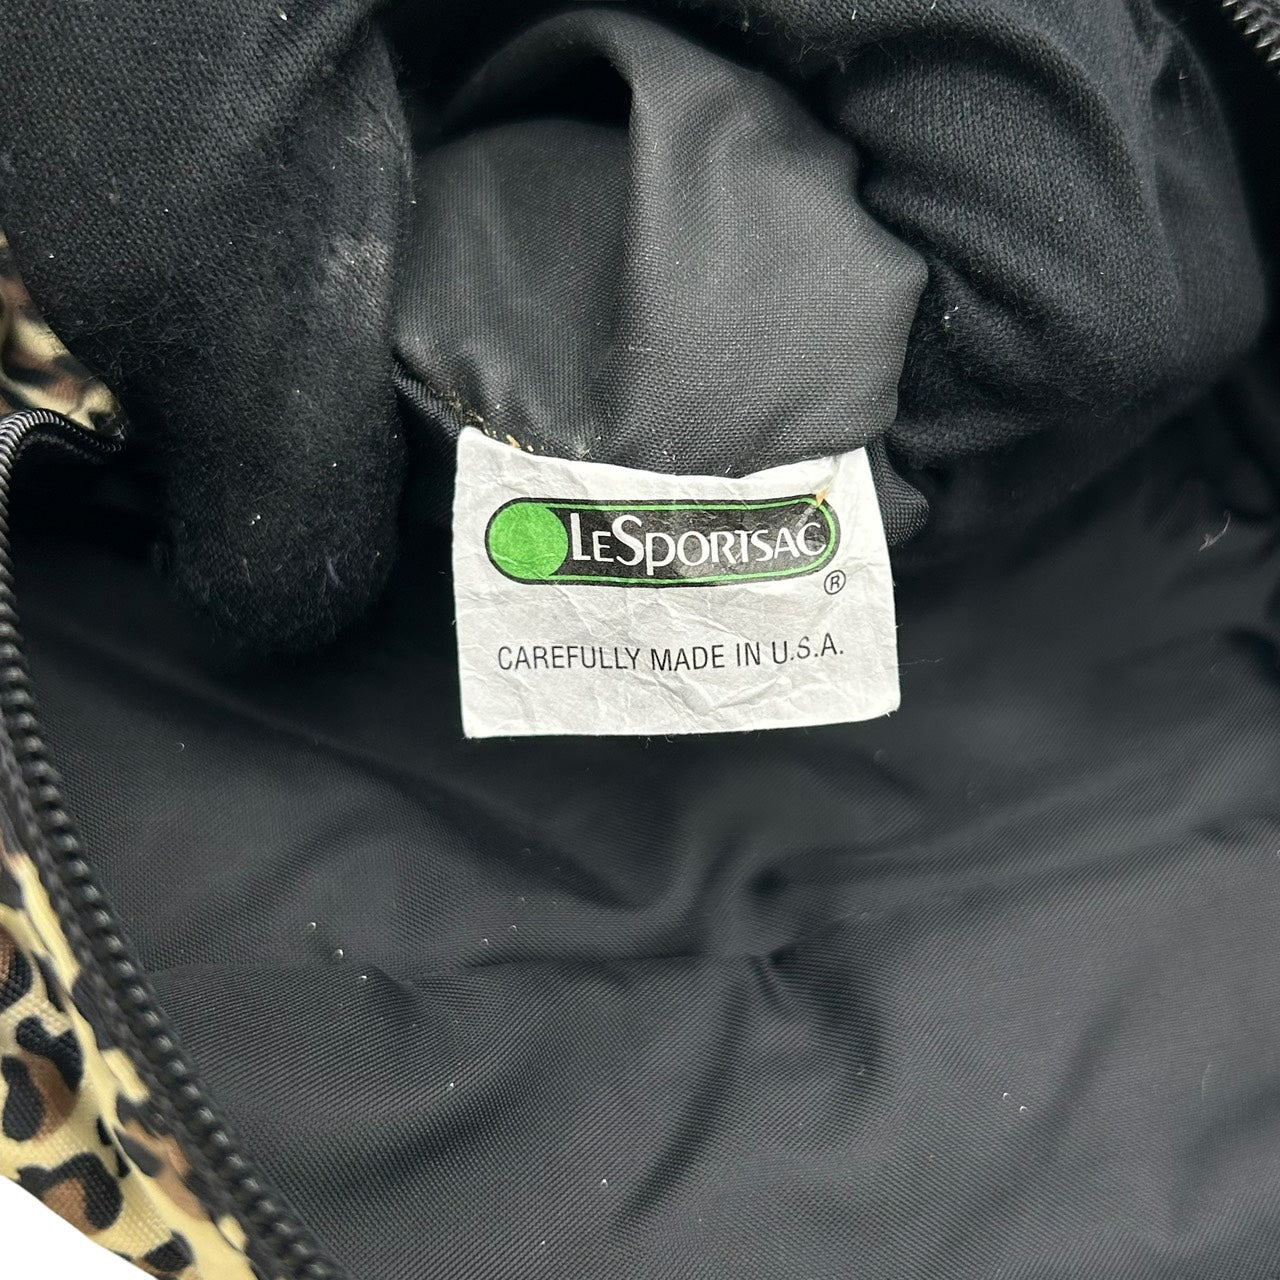 LeSportsac
®
CAREFULLY MADE IN U.S.A.